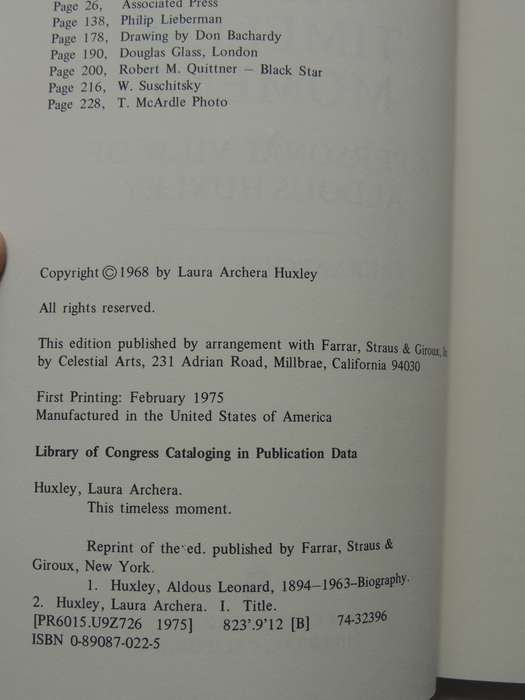 Page 26, Associated Press
Page 138, Philip Lieberman
Page 178, Drawing by Don Bachardy
Page 190, Douglas Glass, London
Page 200, Robert M. Quittner – Black Star
Page 216, W. Suschitsky
Page 228, T. McArdle Photo
Copyright © 1968 by Laura Archera Huxley
All rights reserved.
This edition published by arrangement with Farrar, Straus & Giroux, In
by Celestial Arts, 231 Adrian Road, Millbrae, California 94030
First Printing: February 1975
Manufactured in the United States of America
Library of Congress Cataloging in Publication Data
Huxley, Laura Archera.
This timeless moment.
Reprint of the ed. published by Farrar, Straus &
Giroux, New York.
1. Huxley, Aldous Leonard, 1894–1963–Biography.
2. Huxley, Laura Archera. I. Title.
[PR6015.U9Z726 1975] 823'.9'12 [B] 74-32396
ISBN 0-89087-022-5